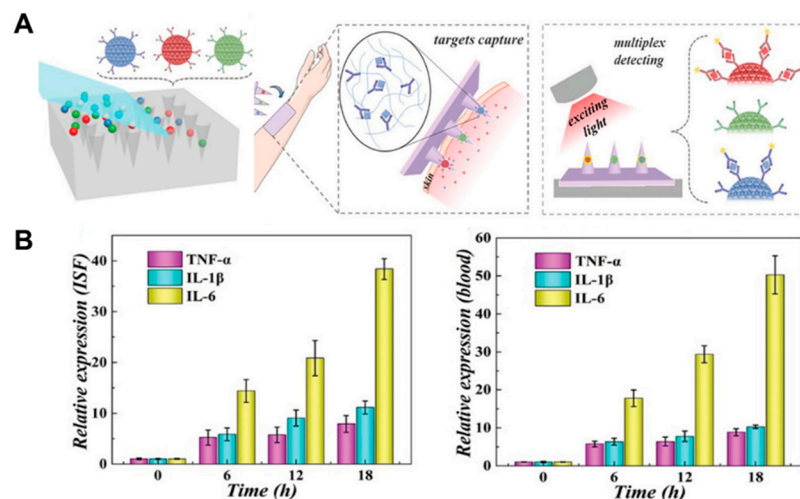 A
targets capture
multiplex
detecting
exciting
light
skin
B
Relative expression (ISF)
40
30
20
10
0
TNF-α
IL-1β
IL-6
0 6 12 18
Time (h)
Relative expression (blood)
60
50
40
30
20
10
0
TNF-α
IL-1β
IL-6
0 6 12 18
Time (h)